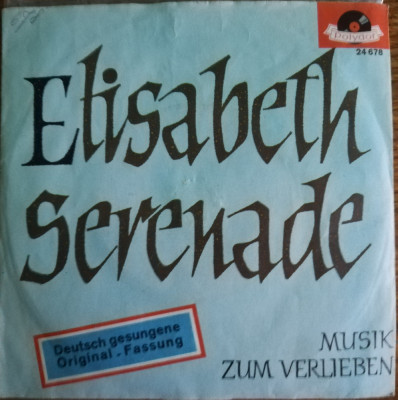 Polydor
24 678
Elisabeth
Serenade
Deutsch gesungene
Original - Fassung
MUSIK
ZUM VERLIEBEN